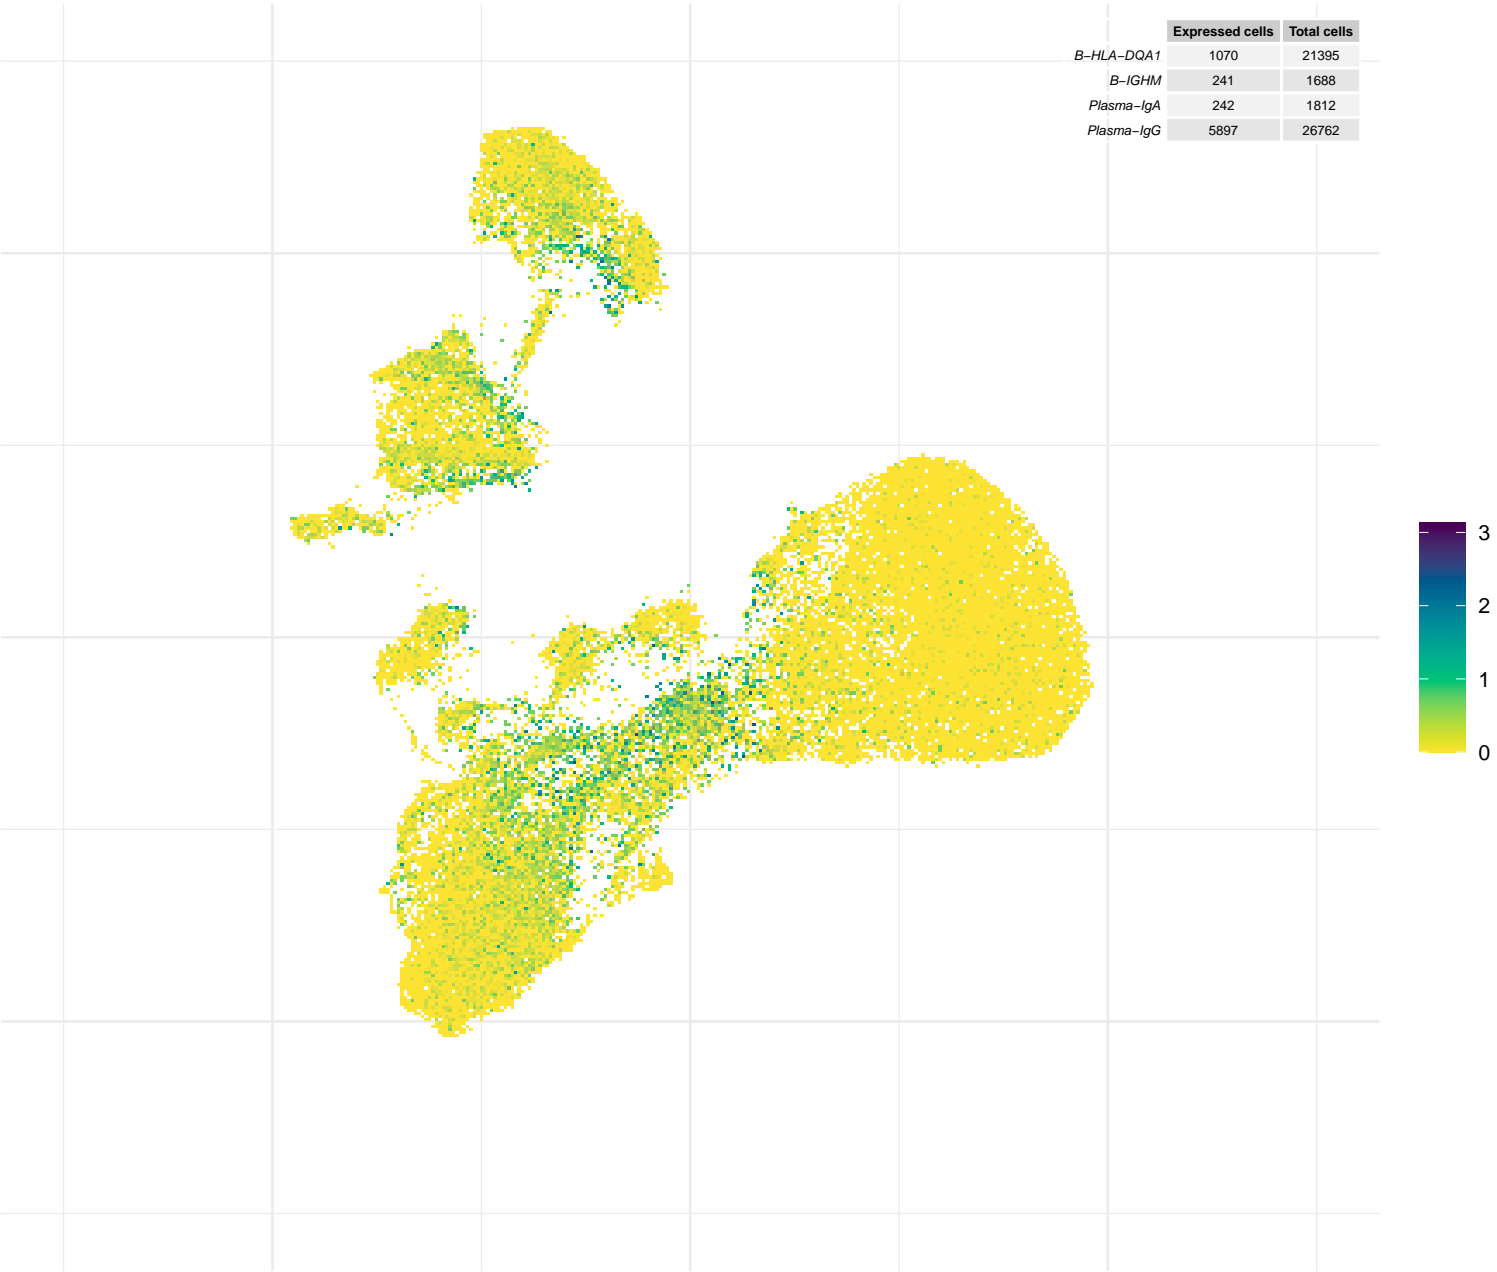 Expressed cells Total cells
B−HLA−DQA1 1070 21395
B−IGHM 241 1688
Plasma−IgA 242 1812
Plasma−IgG 5897 26762
3
2
1
0